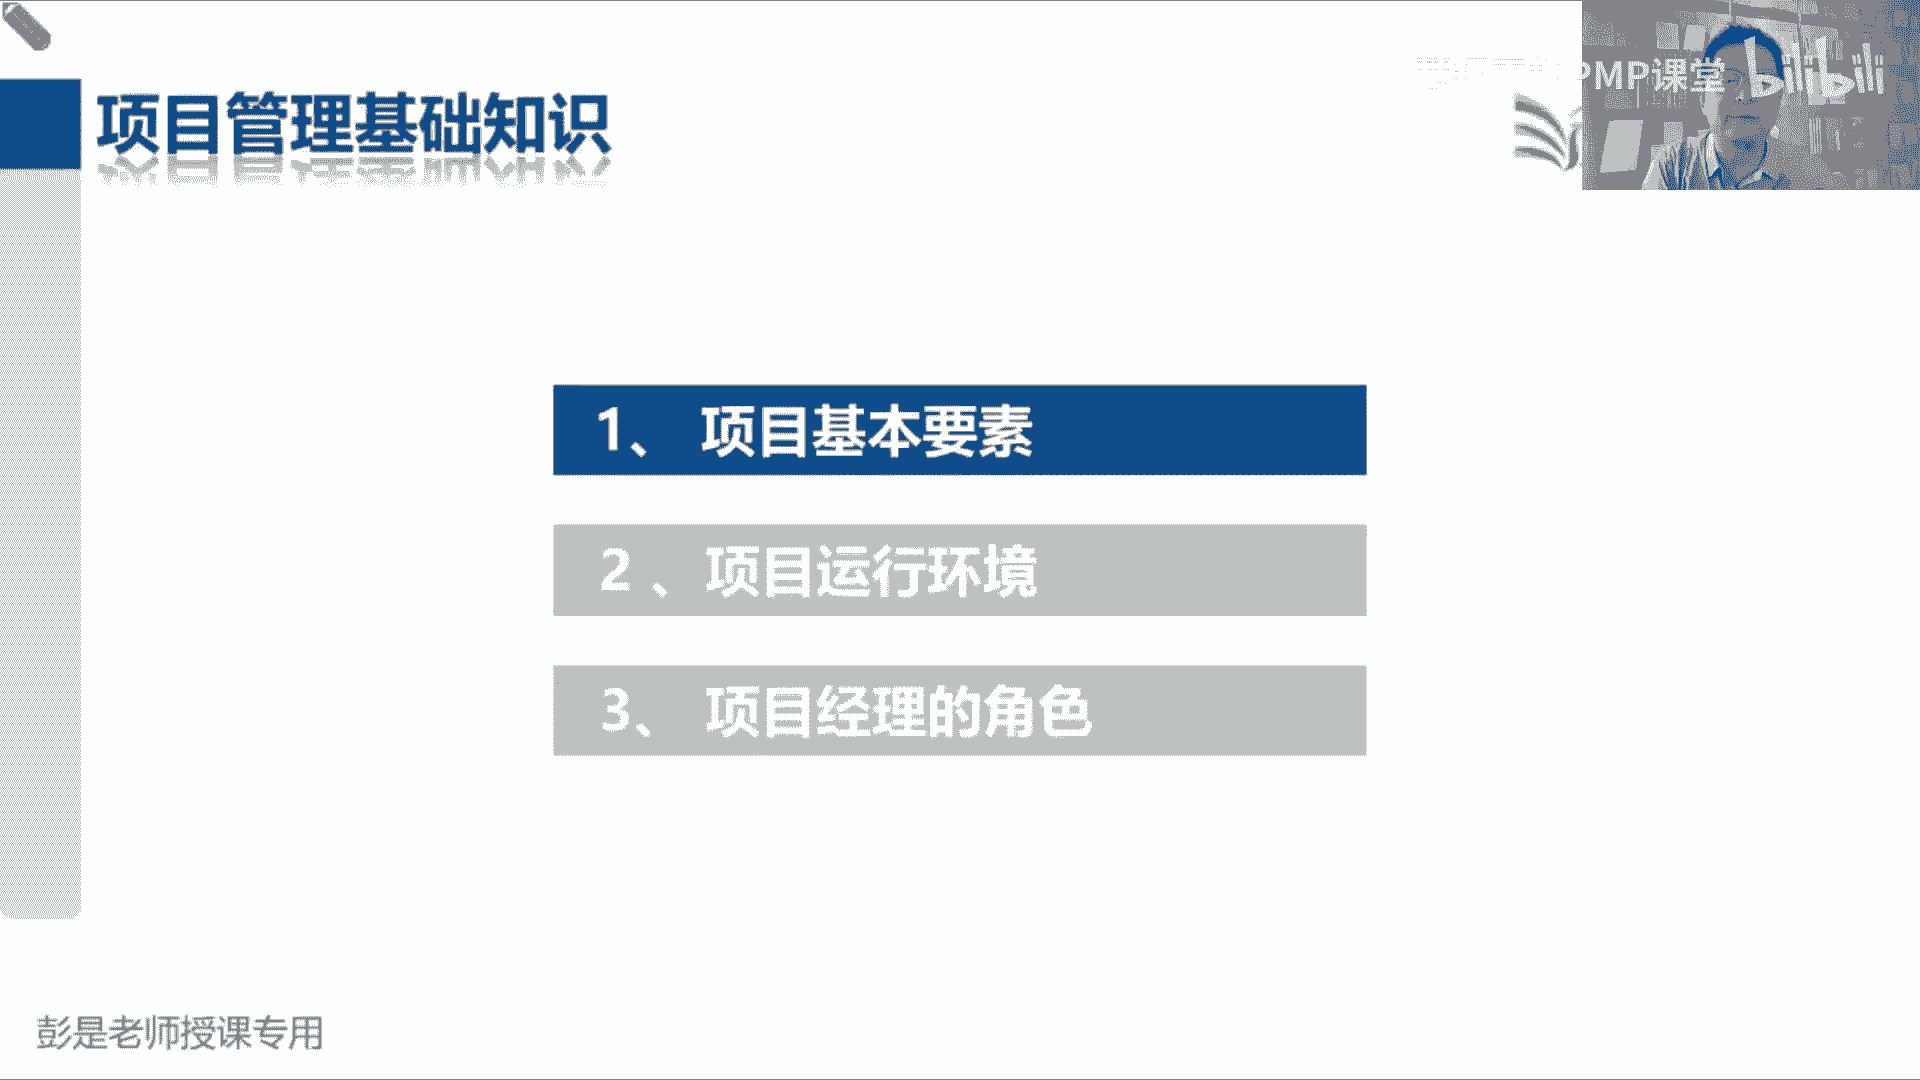 PMP课堂 bilibili
项目管理基础知识
1、 项目基本要素
2 、项目运行环境
3、 项目经理的角色
彭是老师授课专用